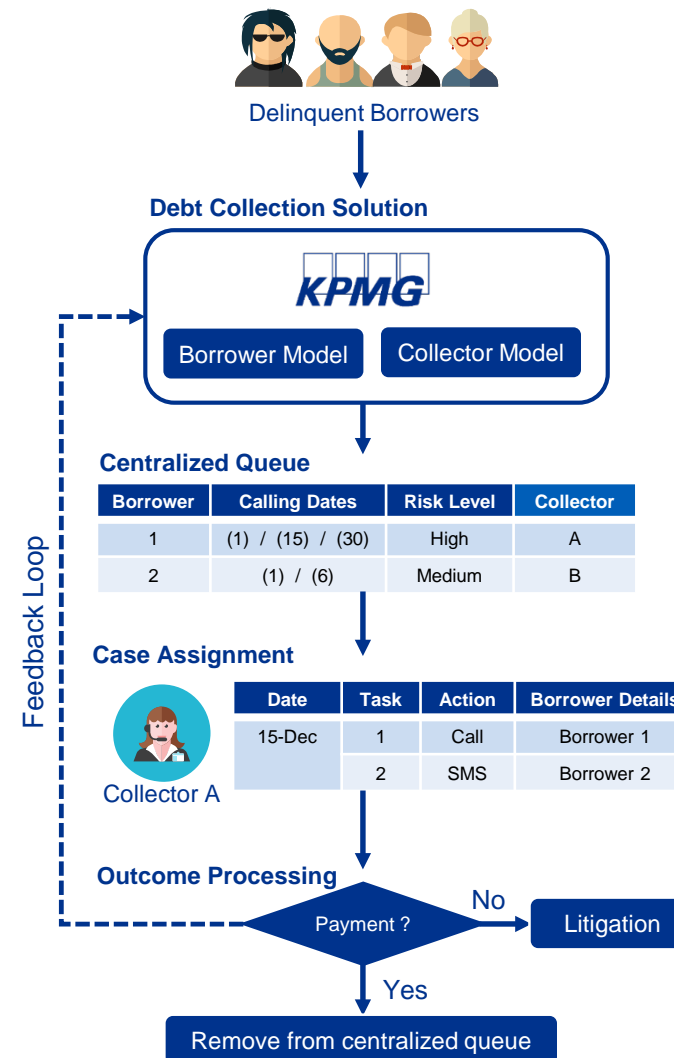 Delinquent Borrowers
Debt Collection Solution
KPMG
Borrower Model
Collector Model
Centralized Queue
Borrower Calling Dates Risk Level Collector
1 (1) / (15) / (30) High A
2 (1) / (6) Medium B
Feedback Loop
Case Assignment
Date Task Action Borrower Details
15-Dec 1 Call Borrower 1
2 SMS Borrower 2
Collector A
Outcome Processing
Payment ?
No
Litigation
Yes
Remove from centralized queue